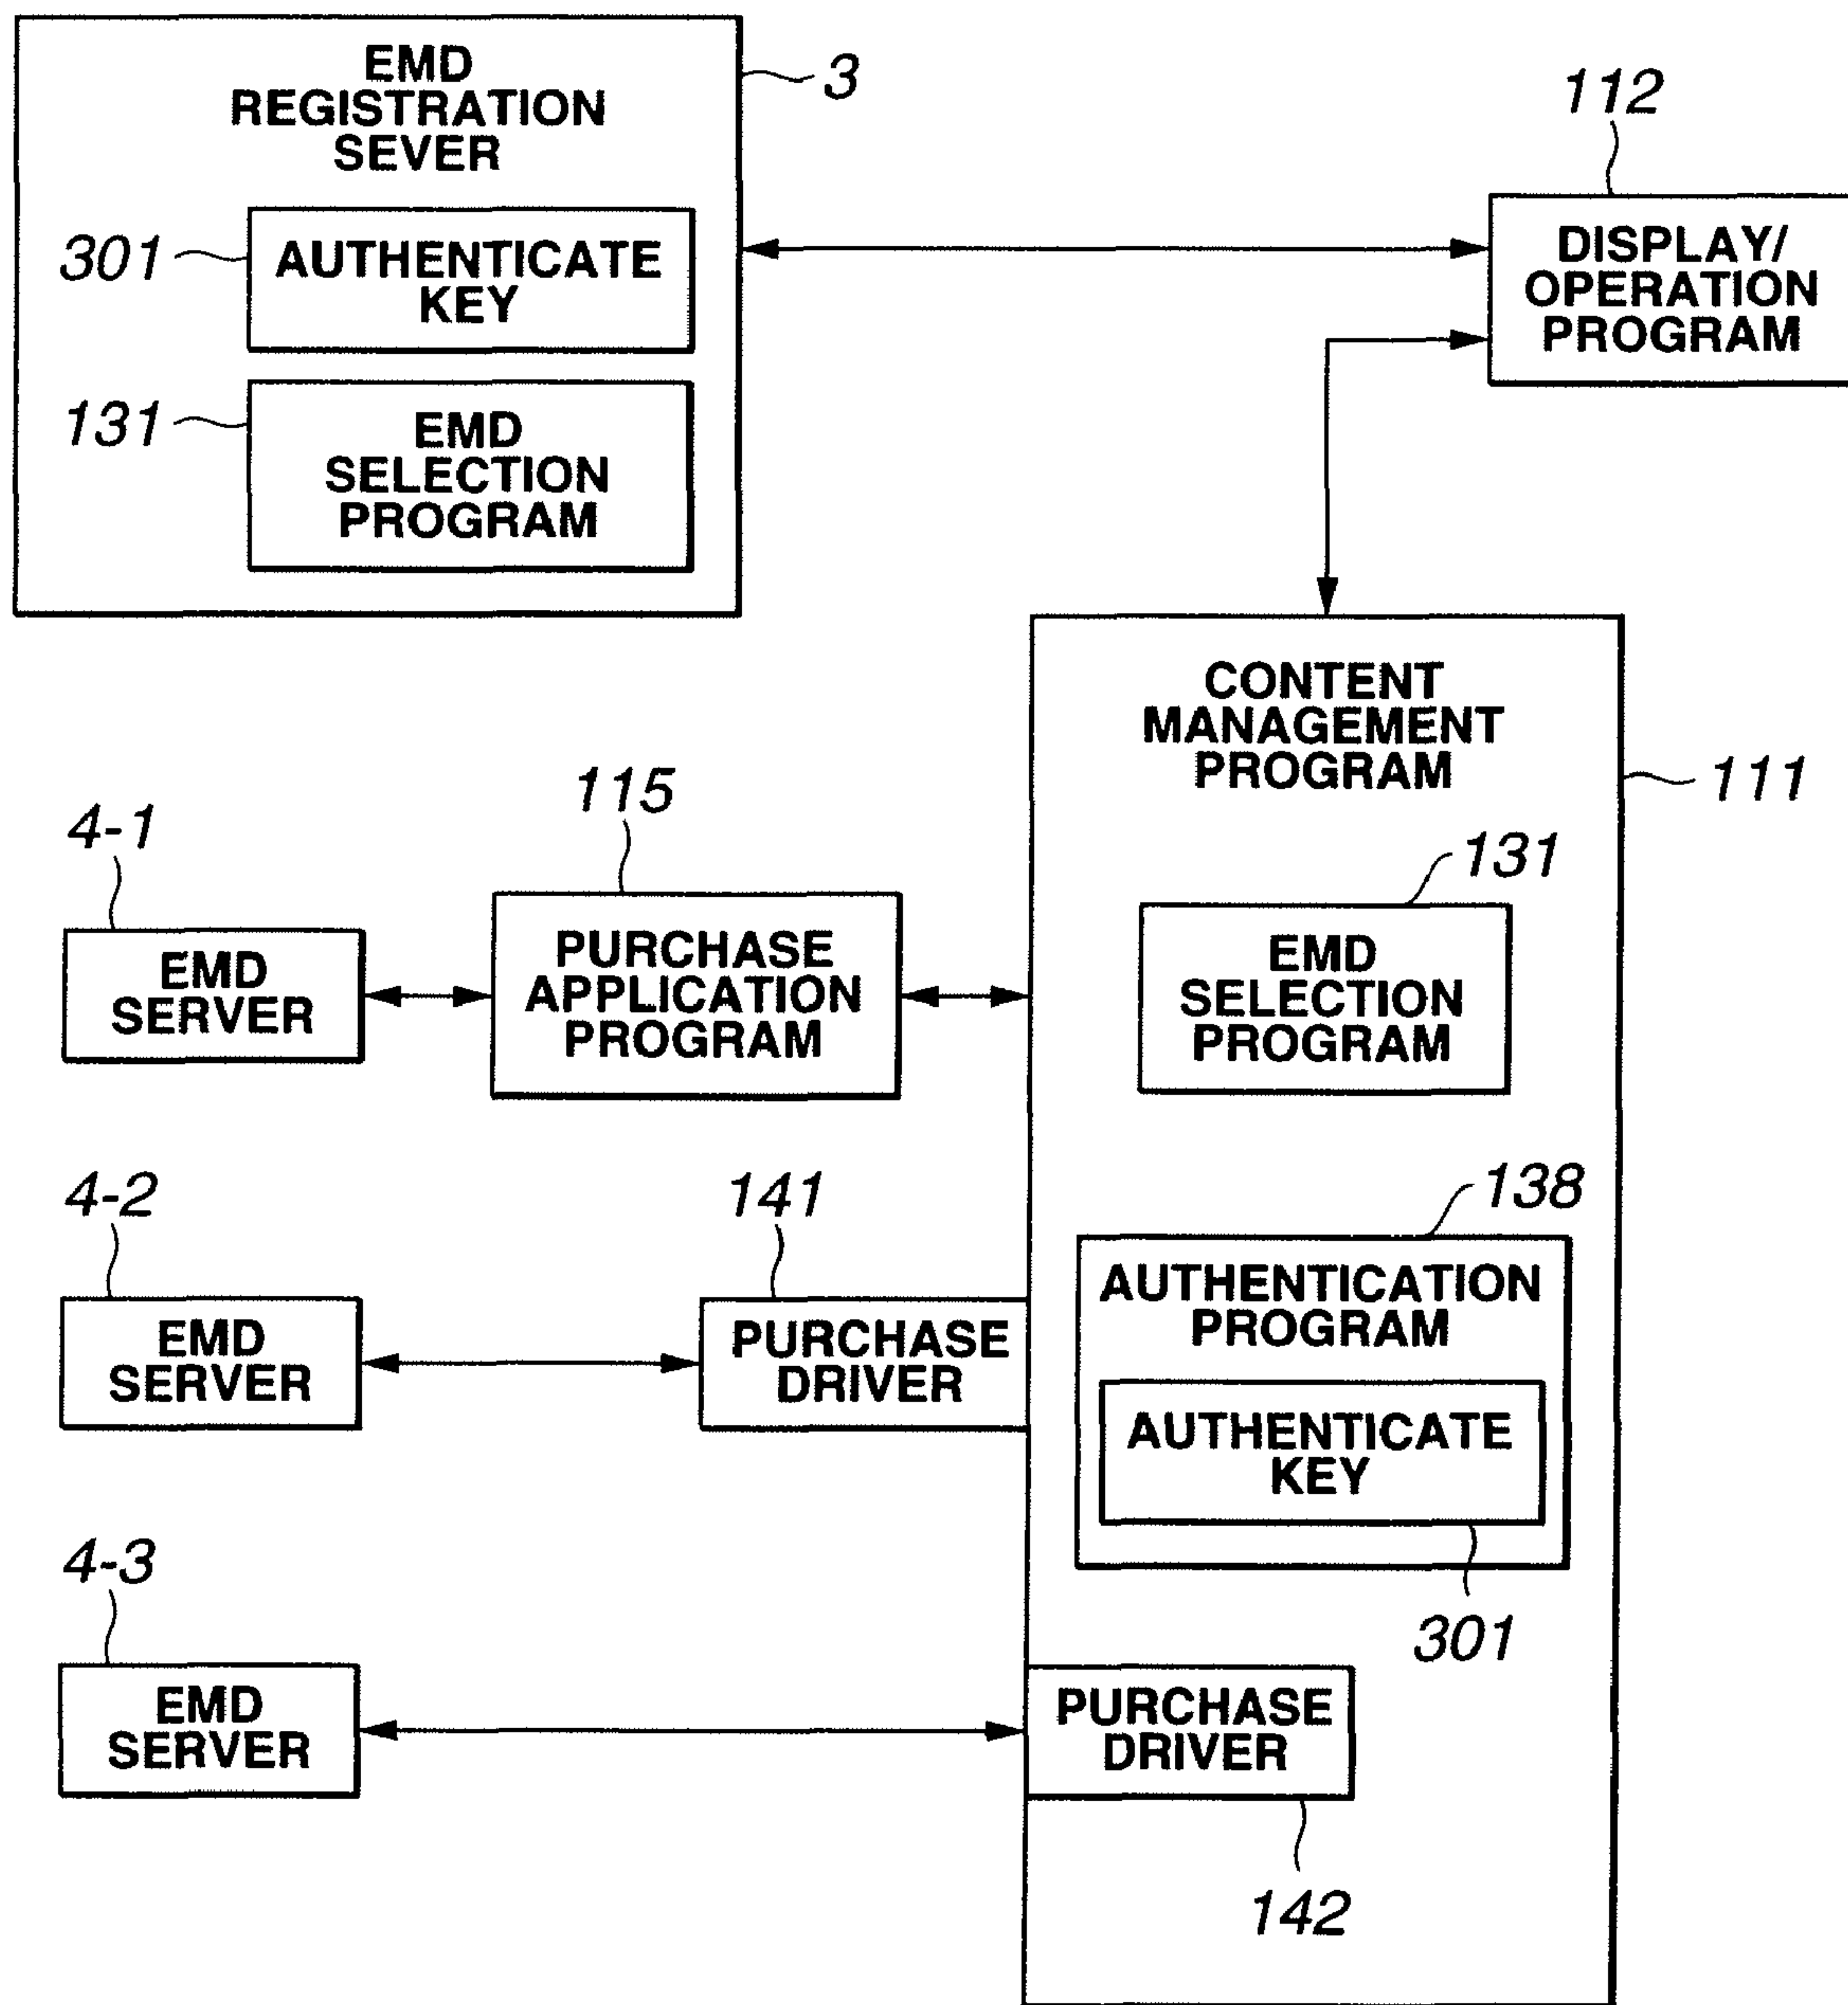 EMD
REGISTRATION
SEVER
3
301
AUTHENTICATE
KEY
131
EMD
SELECTION
PROGRAM
112
DISPLAY/
OPERATION
PROGRAM
CONTENT
MANAGEMENT
PROGRAM
111
131
EMD
SELECTION
PROGRAM
4-1
EMD
SERVER
115
PURCHASE
APPLICATION
PROGRAM
138
AUTHENTICATION
PROGRAM
AUTHENTICATE
KEY
301
4-2
EMD
SERVER
141
PURCHASE
DRIVER
4-3
EMD
SERVER
PURCHASE
DRIVER
142